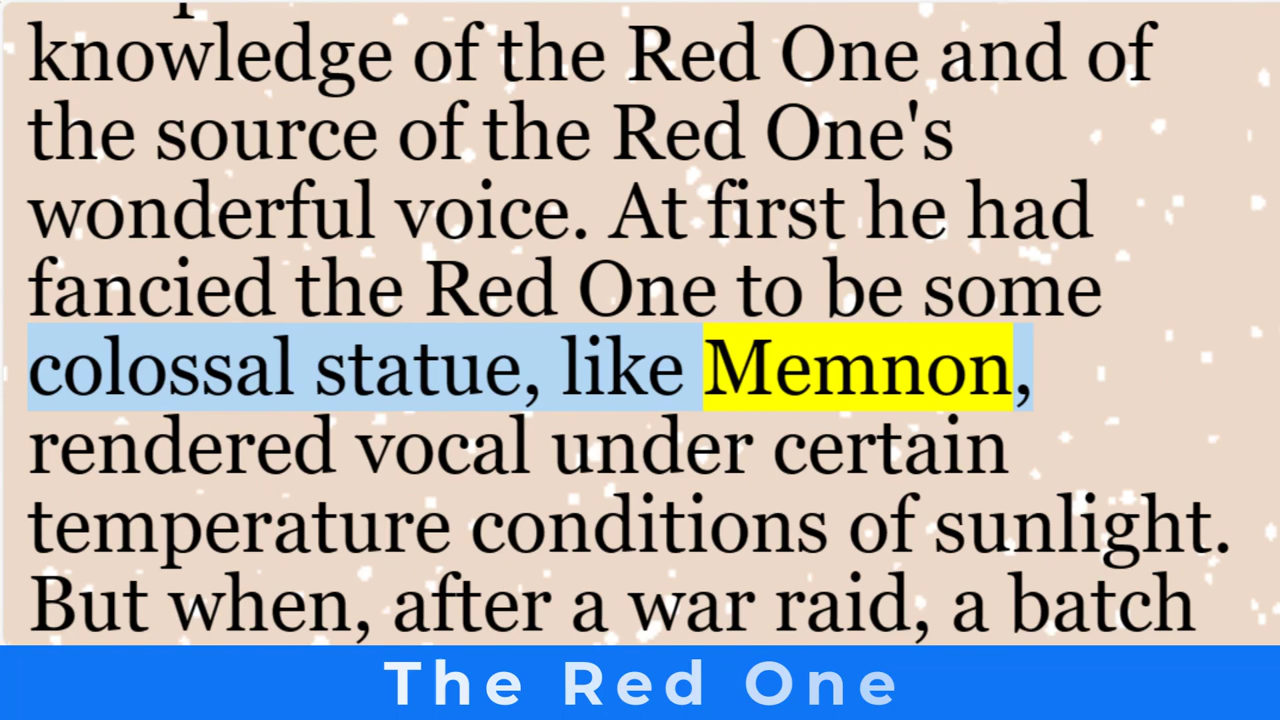 knowledge of the Red One and of
the source of the Red One's
wonderful voice. At first he had
fancied the Red One to be some
colossal statue, like Memnon,
rendered vocal under certain
temperature conditions of sunlight.
But when, after a war raid, a batch
The Red One